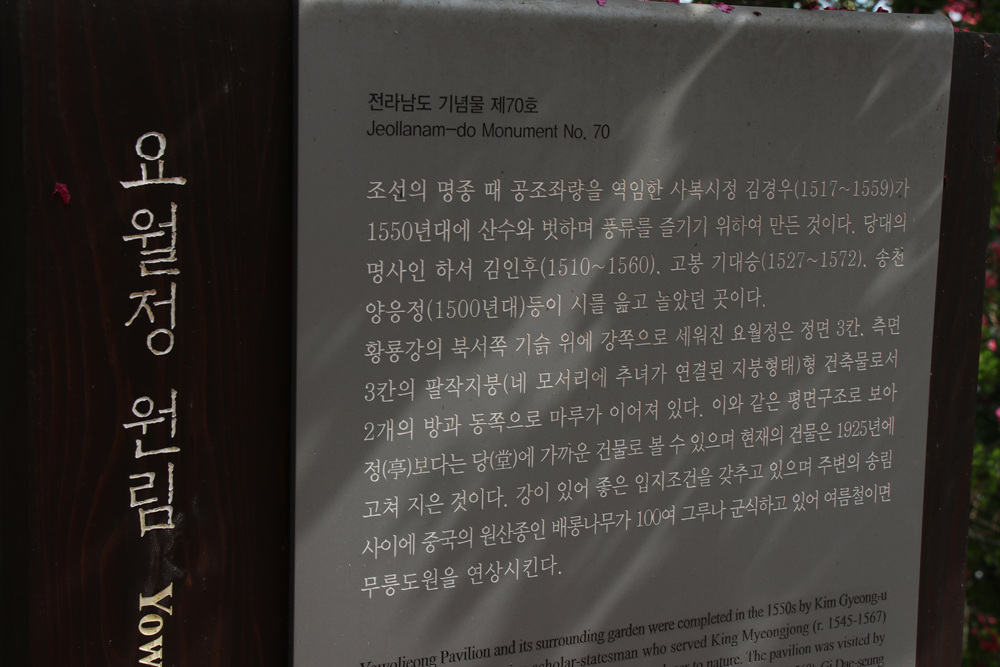 요월정 원림
Yow
전라남도 기념물 제70호
Jeollanam-do Monument No. 70
조선의 명종 때 공조좌랑을 역임한 사복시정 김경우(1517~1559)가
1550년대에 산수와 벗하며 풍류를 즐기기 위하여 만든 것이다. 당대의
명사인 하서 김인후(1510~1560), 고봉 기대승(1527~1572), 송천
양응정(1500년대)등이 시를 읊고 놀았던 곳이다.
황룡강의 북서쪽 기슭 위에 강쪽으로 세워진 요월정은 정면 3칸, 측면
3칸의 팔작지붕(네 모서리에 추녀가 연결된 지붕형태)형 건축물로서
2개의 방과 동쪽으로 마루가 이어져 있다. 이와 같은 평면구조로 보아
정(亭)보다는 당(堂)에 가까운 건물로 볼 수 있으며 현재의 건물은 1925년에
고쳐 지은 것이다. 강이 있어 좋은 입지조건을 갖추고 있으며 주변의 송림
사이에 중국의 원산종인 배롱나무가 100여 그루나 군식하고 있어 여름철이면
무릉도원을 연상시킨다.
Yowoljeong Pavilion and its surrounding garden were completed in the 1550s by Kim Gyeong-u
scholar-statesman who served King Myeongjong (r. 1545-1567)
to nature. The pavilion was visited by
Gi Dae-seung